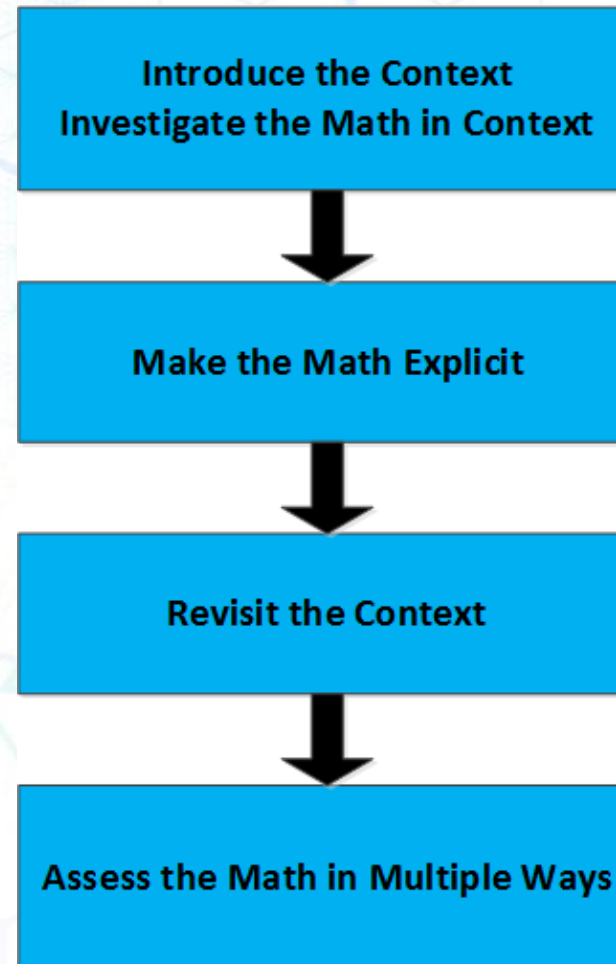 Introduce the Context
Investigate the Math in Context
Make the Math Explicit
Revisit the Context
Assess the Math in Multiple Ways